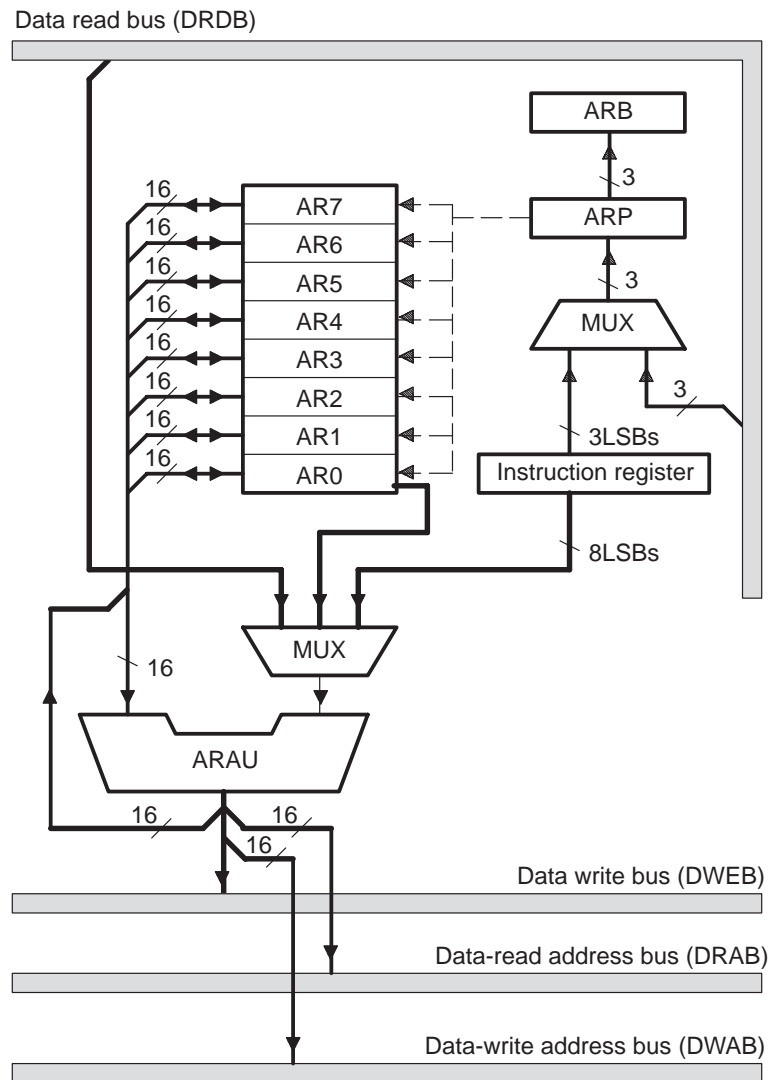 Data read bus (DRDB)
ARB
3
16
AR7
ARP
16
AR6
16
AR5
3
16
AR4
MUX
16
AR3
16
AR2
3
16
AR1
3LSBs
16
AR0
Instruction register
8LSBs
MUX
16
ARAU
16
16
16
Data write bus (DWEB)
Data-read address bus (DRAB)
Data-write address bus (DWAB)